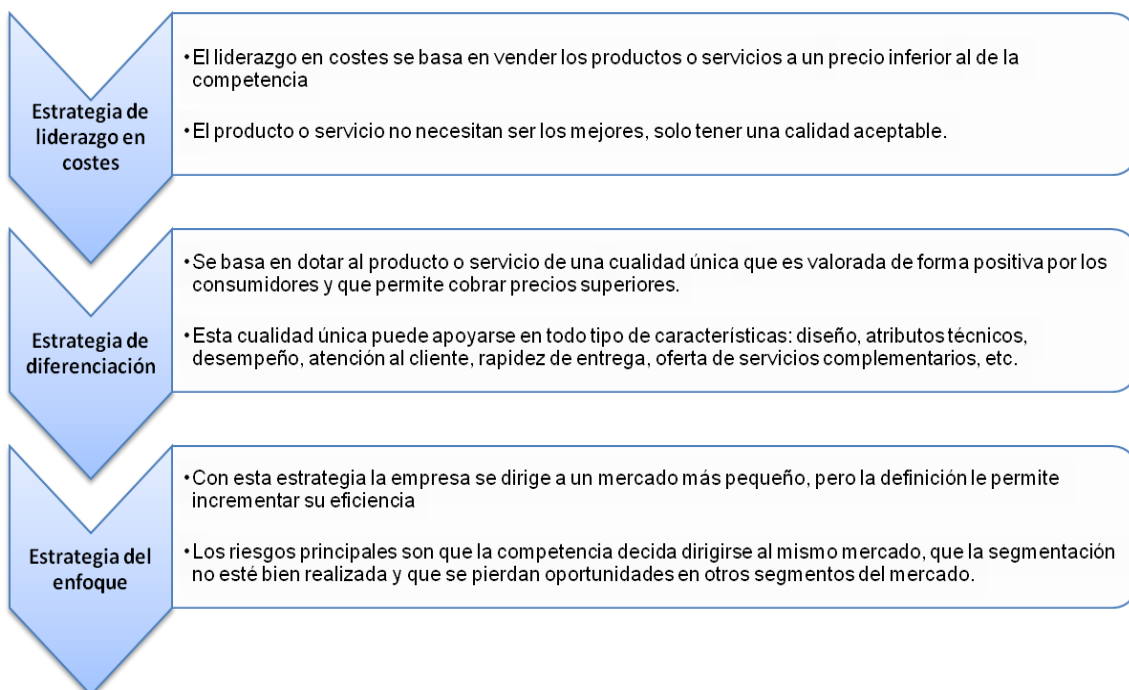 Estrategia de
liderazgo en
costes
•El liderazgo en costes se basa en vender los productos o servicios a un precio inferior al de la
competencia
•El producto o servicio no necesitan ser los mejores, solo tener una calidad aceptable.
Estrategia de
diferenciación
•Se basa en dotar al producto o servicio de una cualidad única que es valorada de forma positiva por los
consumidores y que permite cobrar precios superiores.
•Esta cualidad única puede apoyarse en todo tipo de características: diseño, atributos técnicos,
desempeño, atención al cliente, rapidez de entrega, oferta de servicios complementarios, etc.
Estrategia del
enfoque
•Con esta estrategia la empresa se dirige a un mercado más pequeño, pero la definición le permite
incrementar su eficiencia
•Los riesgos principales son que la competencia decida dirigirse al mismo mercado, que la segmentación
no esté bien realizada y que se pierdan oportunidades en otros segmentos del mercado.